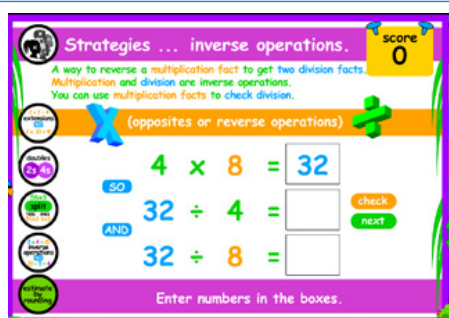 Strategies ... inverse operations.
score
0
A way to reverse a multiplication fact to get two division facts.
Multiplication and division are inverse operations.
You can use multiplication facts to check division.
extensions
(opposites or reverse operations)
doubles
2s 4s
4 x 8 = 32
SO
split
32 ÷ 4 =
check
next
AND
inverse
operations
32 ÷ 8 =
estimate
by
rounding
Enter numbers in the boxes.